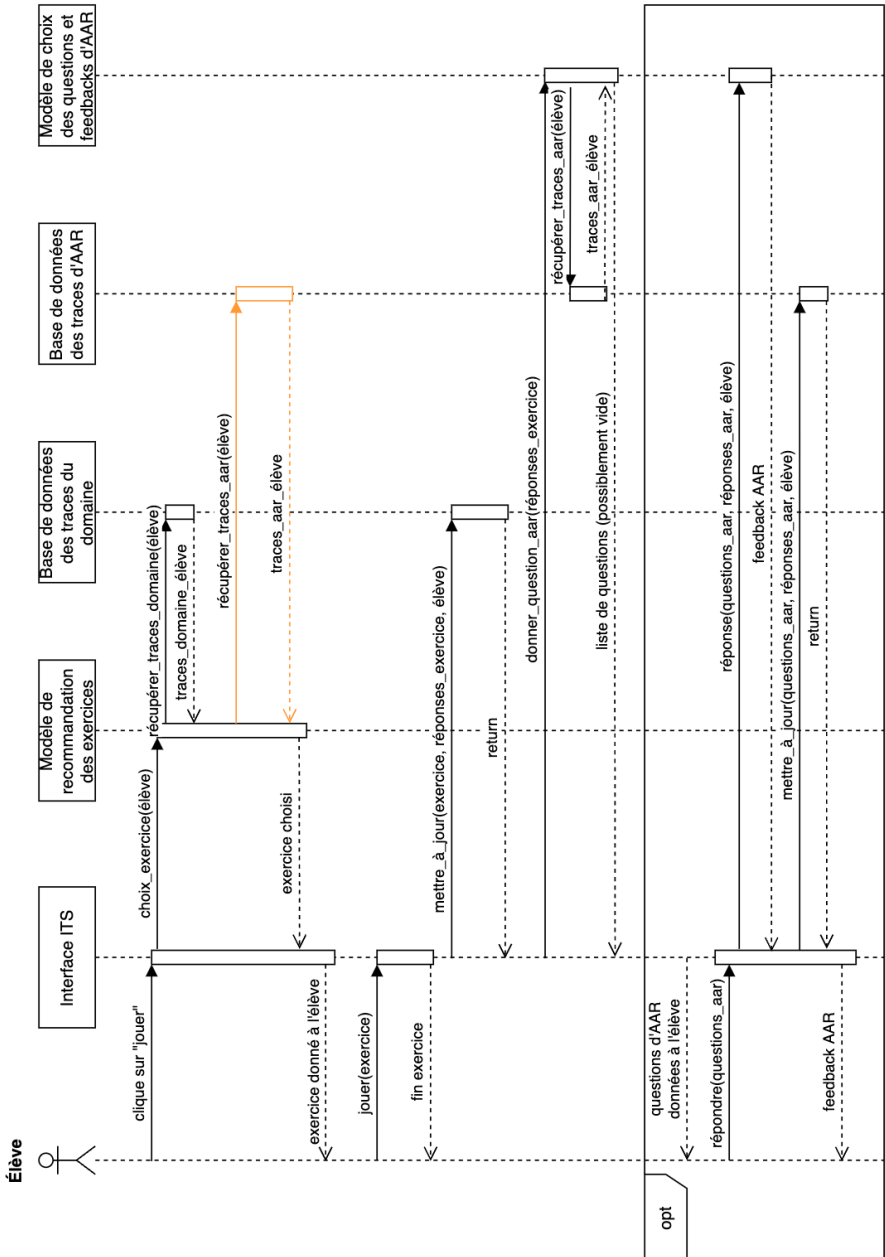 Élève
Interface ITS
Modèle de
recommandation
des exercices
Base de données
des traces du
domaine
Base de données
des traces d'AAR
Modèle de choix
des questions et
feedbacks d'AAR
clique sur "jouer"
choix_exercice(élève)
récupérer_traces_domaine(élève)
traces_domaine_élève
récupérer_traces_aar(élève)
traces_aar_élève
exercice choisi
exercice donné à l'élève
jouer(exercice)
fin exercice
mettre_à_jour(exercice, réponses_exercice, élève)
return
donner_question_aar(réponses_exercice)
récupérer_traces_aar(élève)
traces_aar_élève
liste de questions (possiblement vide)
opt
questions d'AAR
données à l'élève
répondre(questions_aar)
réponse(questions_aar, réponses_aar, élève)
feedback AAR
mettre_à_jour(questions_aar, réponses_aar, élève)
return
feedback AAR